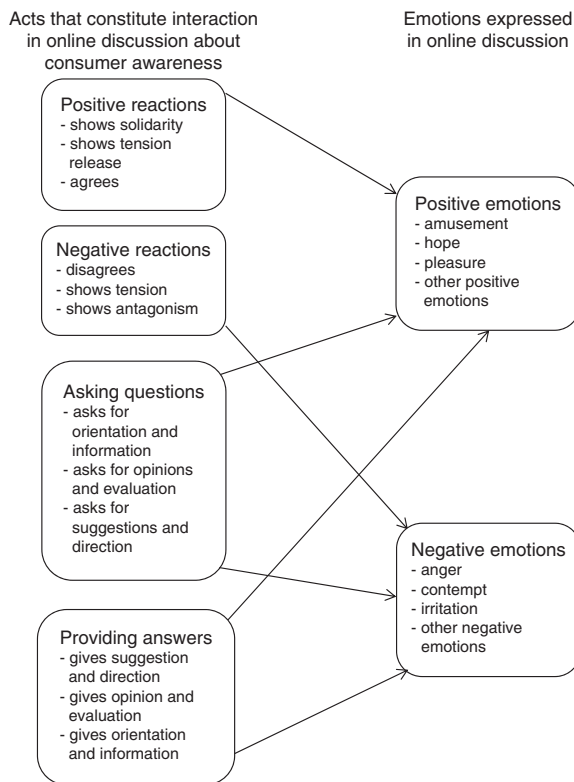 Acts that constitute interaction
in online discussion about
consumer awareness
Emotions expressed
in online discussion
Positive reactions
- shows solidarity
- shows tension
release
- agrees
Negative reactions
- disagrees
- shows tension
- shows antagonism
Asking questions
- asks for
orientation and
information
- asks for opinions
and evaluation
- asks for
suggestions and
direction
Providing answers
- gives suggestion
and direction
- gives opinion and
evaluation
- gives orientation
and information
Positive emotions
- amusement
- hope
- pleasure
- other positive
emotions
Negative emotions
- anger
- contempt
- irritation
- other negative
emotions